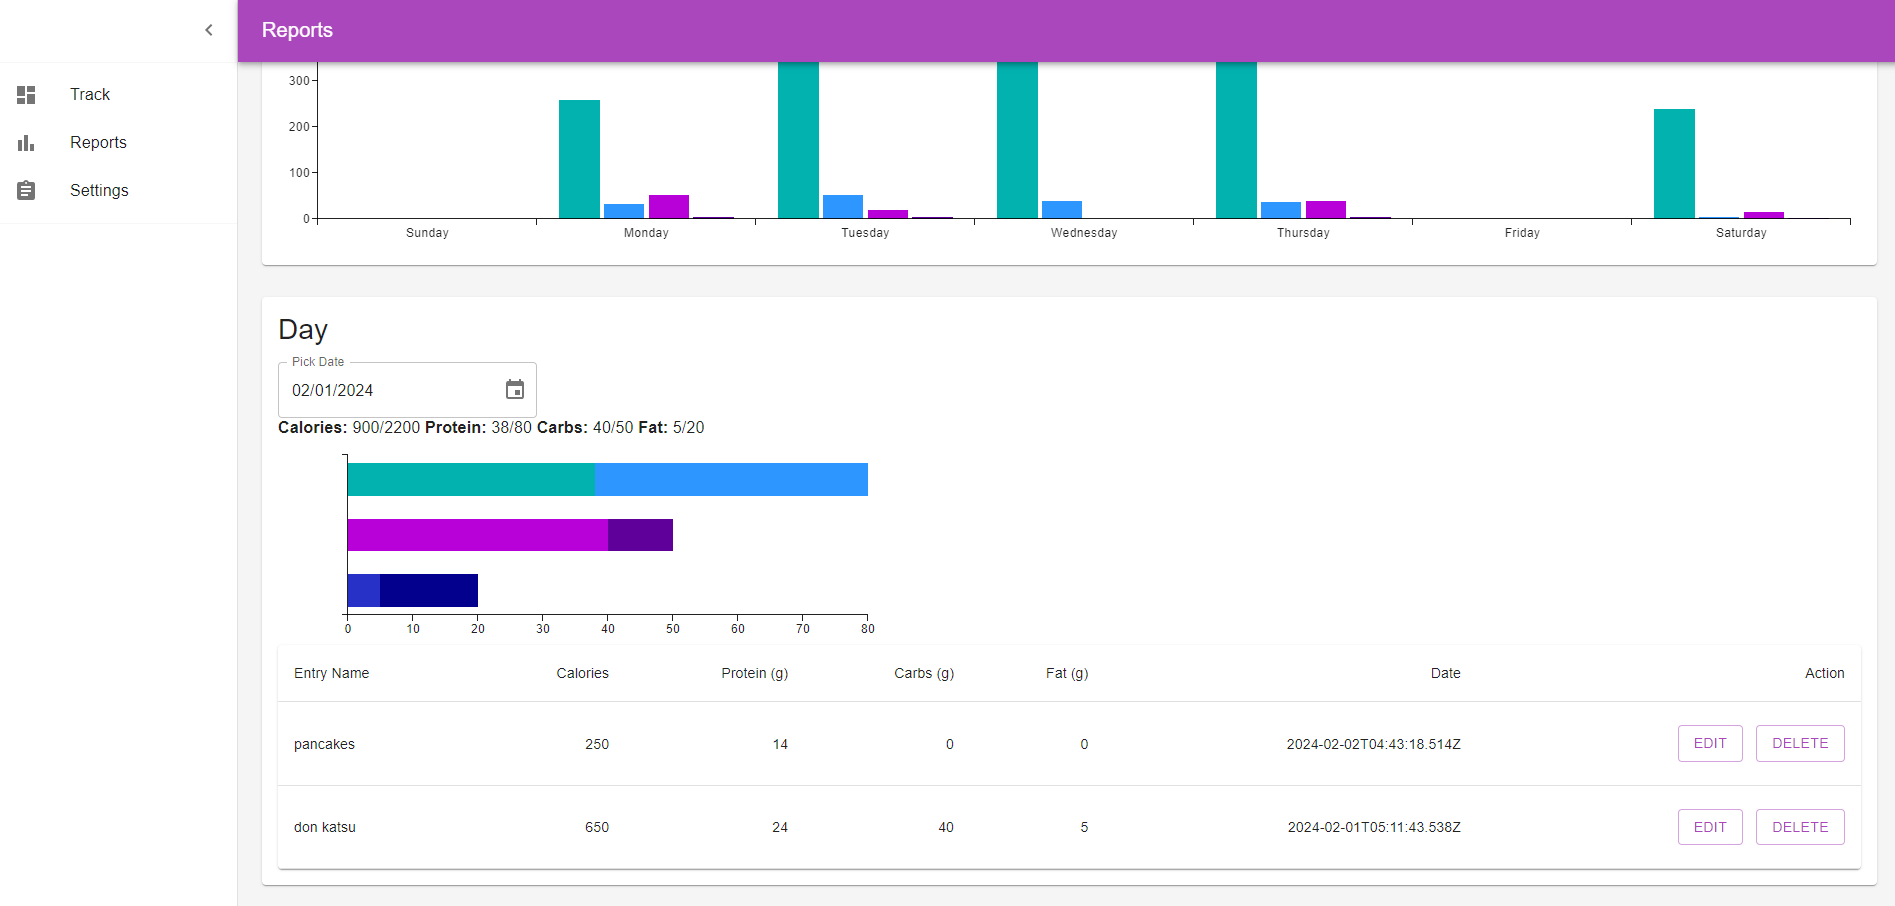 Reports
Track
Reports
Settings
300
200
100
0
Sunday Monday Tuesday Wednesday Thursday Friday Saturday
Day
Pick Date
02/01/2024
Calories: 900/2200 Protein: 38/80 Carbs: 40/50 Fat: 5/20
0 10 20 30 40 50 60 70 80
Entry Name Calories Protein (g) Carbs (g) Fat (g) Date Action
pancakes 250 14 0 0 2024-02-02T04:43:18.514Z EDIT DELETE
don katsu 650 24 40 5 2024-02-01T05:11:43.538Z EDIT DELETE